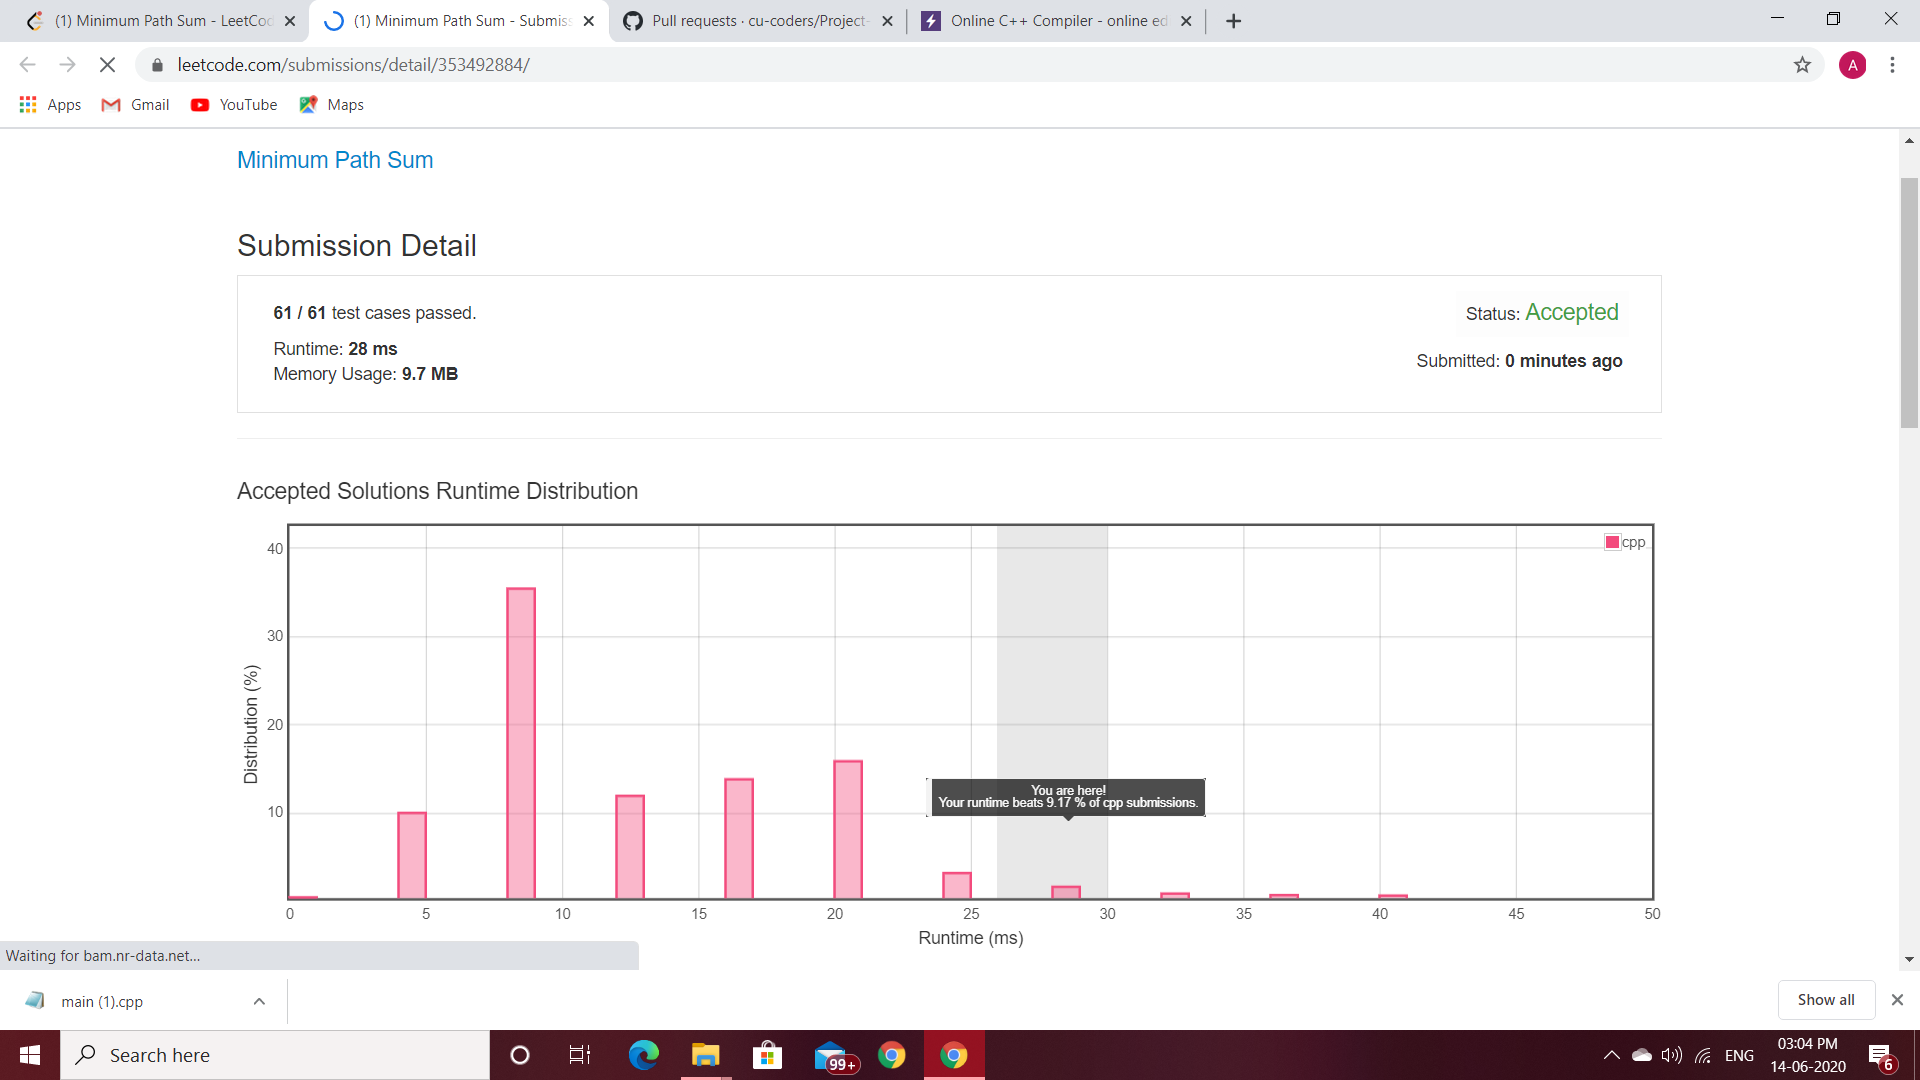 (1) Minimum Path Sum - LeetCod
(1) Minimum Path Sum - Submiss
Pull requests · cu-coders/Project-
Online C++ Compiler - online ed
leetcode.com/submissions/detail/353492884/
A
Apps
Gmail
YouTube
Maps
Minimum Path Sum
Submission Detail
61 / 61 test cases passed.
Status: Accepted
Runtime: 28 ms
Submitted: 0 minutes ago
Memory Usage: 9.7 MB
Accepted Solutions Runtime Distribution
cpp
40
30
20
10
Distribution (%)
You are here!
Your runtime beats 9.17 % of cpp submissions.
0 5 10 15 20 25 30 35 40 45 50
Runtime (ms)
Waiting for bam.nr-data.net...
main (1).cpp
Show all
Search here
99+
ENG
03:04 PM
14-06-2020
6